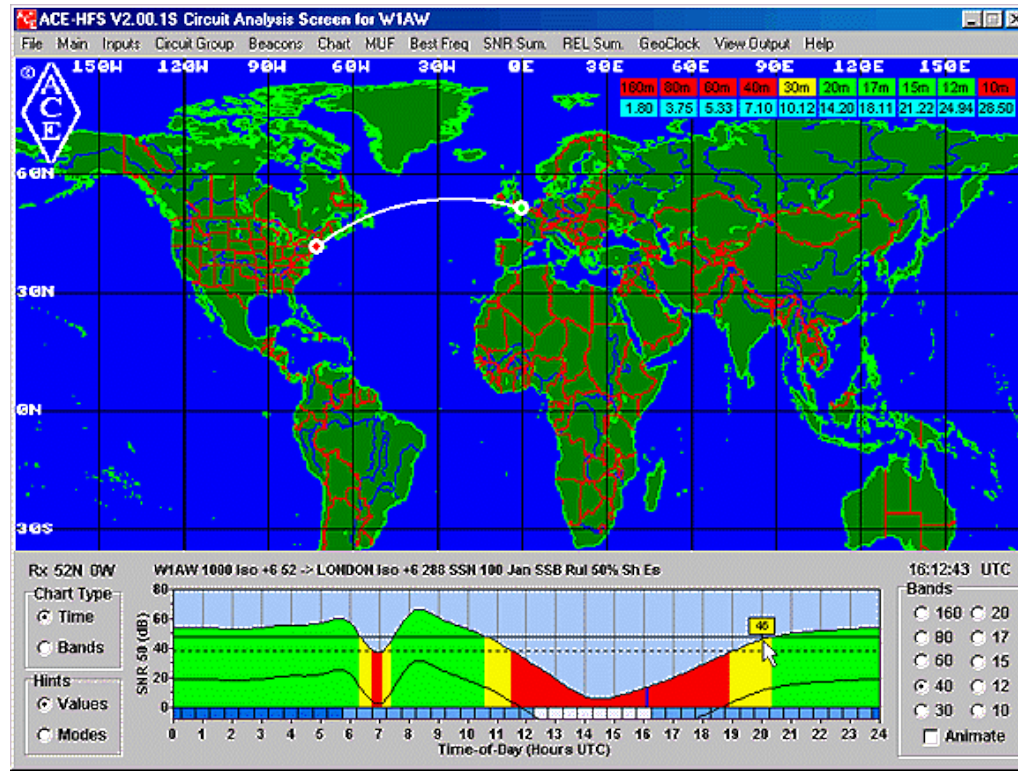 ACE-HFS V2.00.1S Circuit Analysis Screen for W1AW
File Main Inputs Circuit Group Beacons Chart MUF Best Freq SNR Sum. REL Sum. GeoClock View Output Help
150W 120W 90W 60W 30W 0E 30E 60E 90E 120E 150E
ACE
160m 80m 60m 40m 30m 20m 17m 15m 12m 10m
1.80 3.75 5.33 7.10 10.12 14.20 18.11 21.22 24.94 28.50
60N
30N
0N
30S
Rx 52N 0W
W1AW 1000 Iso +6 52 -> LONDON Iso +6 288 SSN 100 Jan SSB Rul 50% Sh Es
16:12:43 UTC
Chart Type
Time
Bands
Hints
Values
Modes
SNR 50 (dB)
80
60
40
20
0
46
0 1 2 3 4 5 6 7 8 9 10 11 12 13 14 15 16 17 18 19 20 21 22 23 24
Time-of-Day (Hours UTC)
Bands
160 20
80 17
60 15
40 12
30 10
Animate